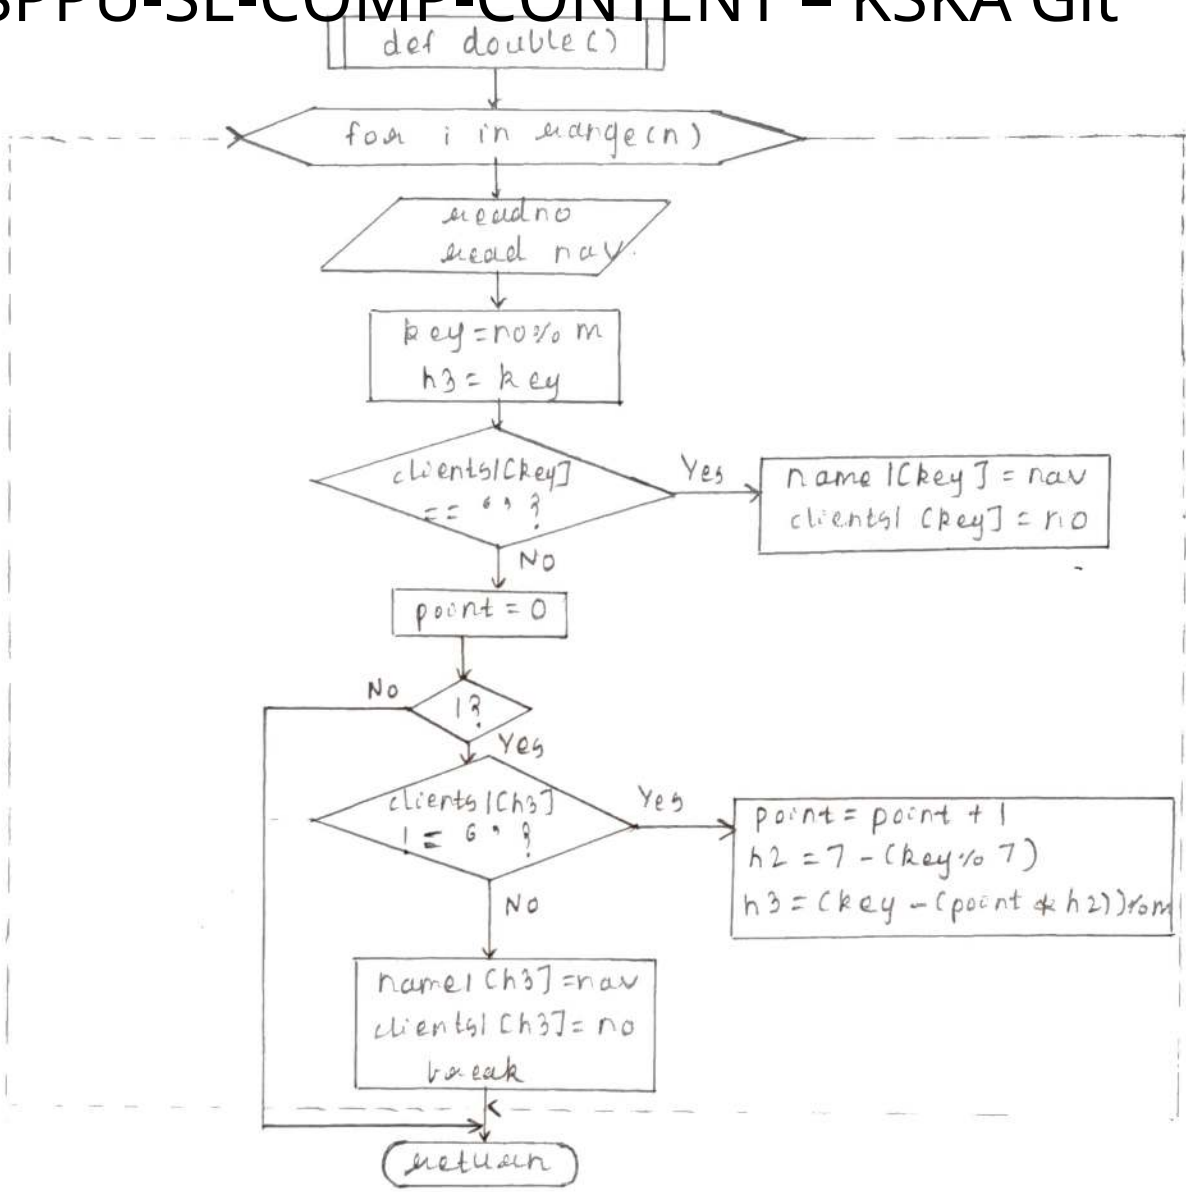 SPPU-SE-COMP-CONTENT – KSKA Git
def double()
for i in range(n)
read no
read nav.
key = no % m
h3 = key
clients1[key]
== ‘ ’ ?
Yes
name1[key] = nav
clients1[key] = no
No
point = 0
No
1?
Yes
clients1[h3]
!= ‘ ’ ?
Yes
point = point + 1
h2 = 7 - (key % 7)
h3 = (key - (point * h2)) % m
No
name1[h3] = nav
clients1[h3] = no
break
return